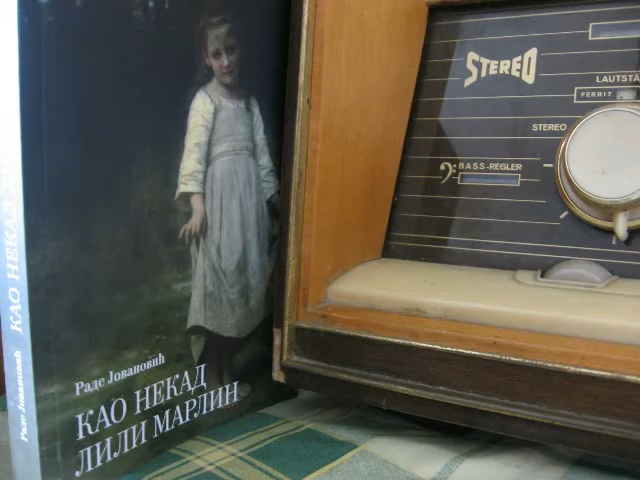 Раде Јовановић
КАО НЕКАД
ЛИЛИ МАРЛИН
Раде Јовановић КАО НЕКАД
STEREO
LAUTSTÄ
FERRIT
STEREO
BASS-REGLER